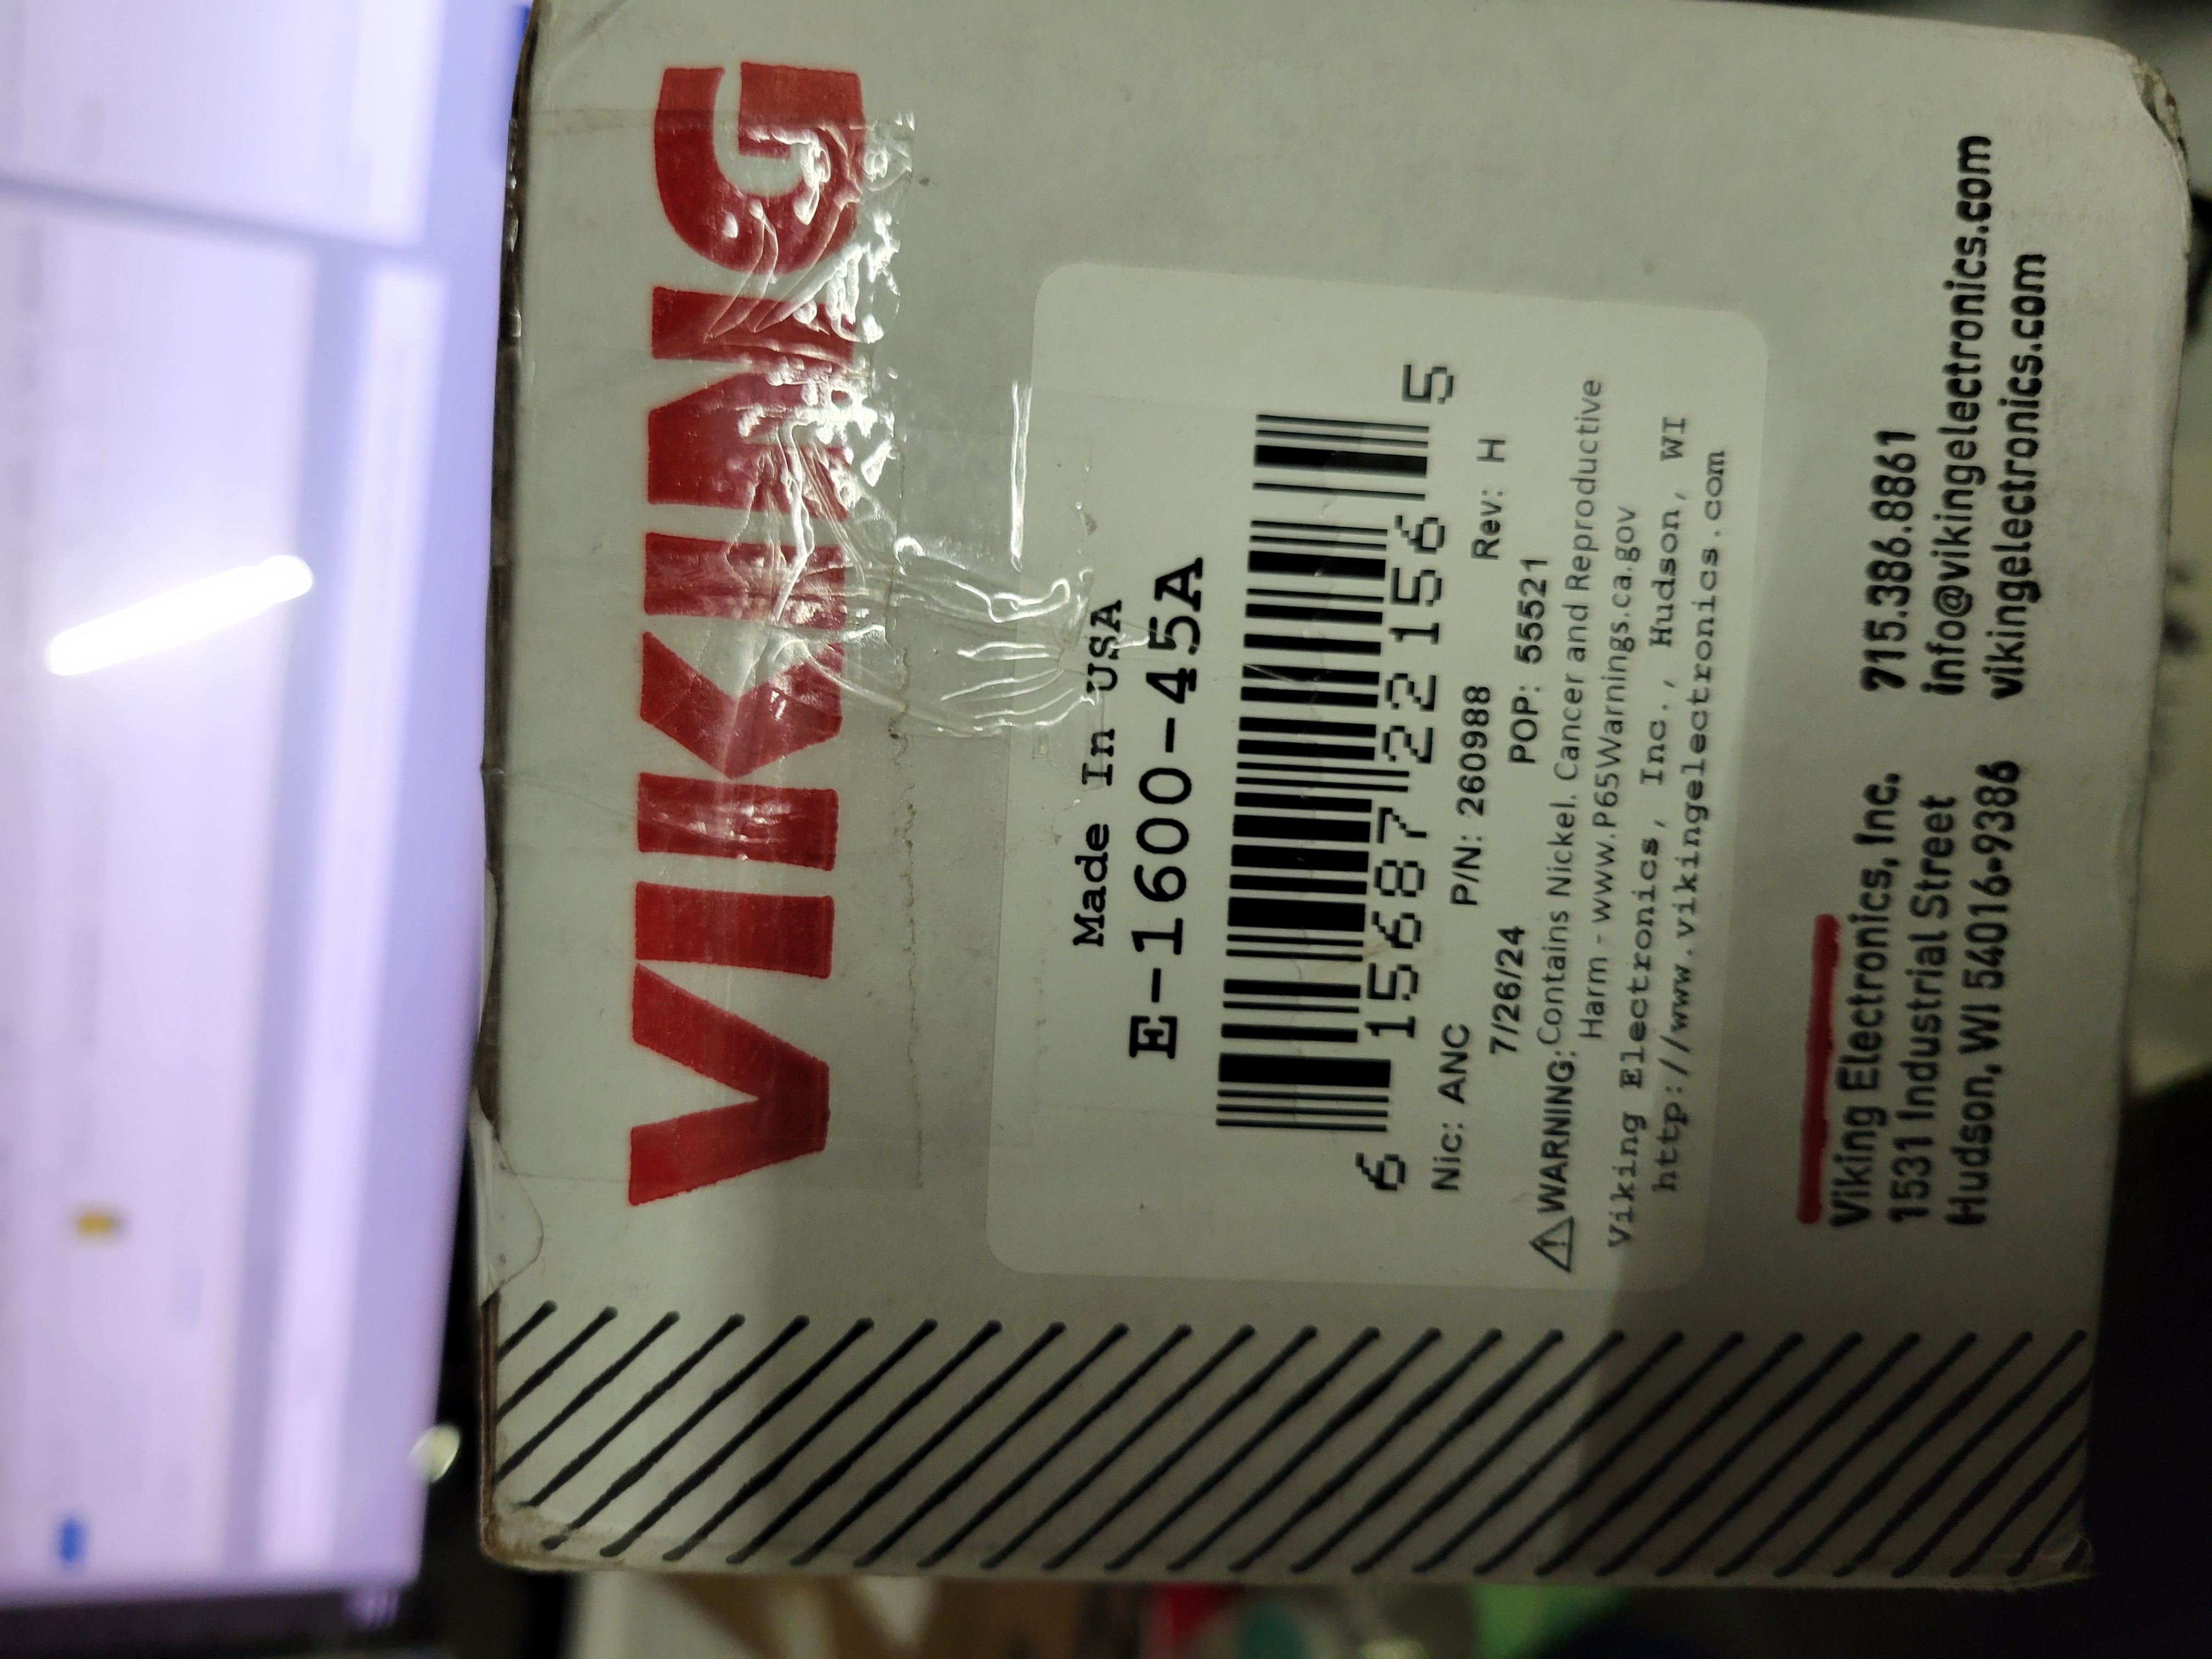 VIKING
Made In USA
E-1600-45A
6 15687 22156 5
Nic: ANC P/N: 260988 Rev: H
7/26/24 POP: 55521
⚠WARNING: Contains Nickel. Cancer and Reproductive
Harm - www.P65Warnings.ca.gov
Viking Electronics, Inc., Hudson, WI
http://www.vikingelectronics.com
Viking Electronics, Inc.
1531 Industrial Street
Hudson, WI 54016-9386
715.386.8861
info@vikingelectronics.com
vikingelectronics.com